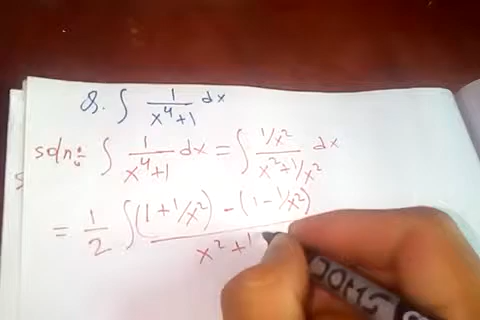 Q. ∫ 1/(x⁴+1) dx
soln: ∫ 1/(x⁴+1) dx = ∫ (1/x²)/(x²+1/x²) dx
= 1/2 ∫ ((1+1/x²) - (1-1/x²))/(x²+1